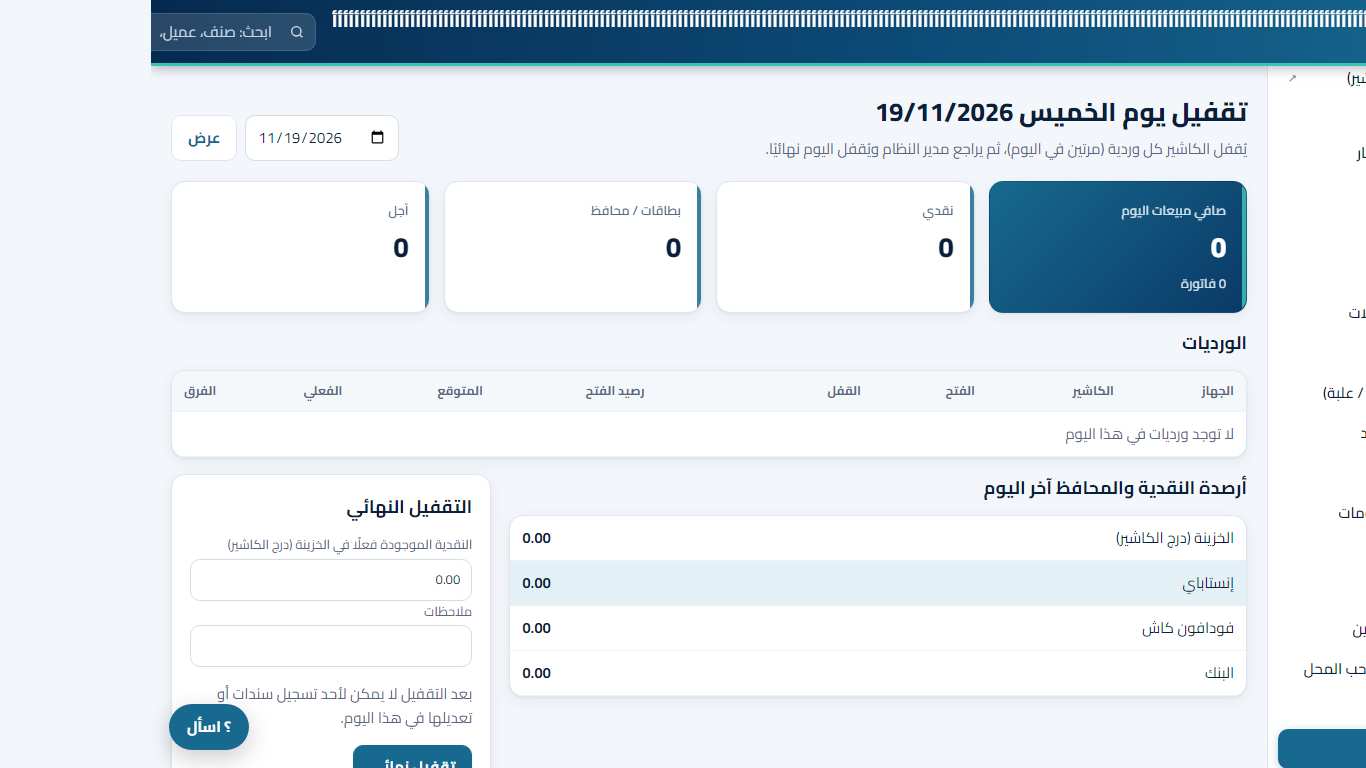 ابحث: صنف، عميل،
تقفيل يوم الخميس 19/11/2026
يُقفل الكاشير كل وردية (مرتين في اليوم)، ثم يراجع مدير النظام ويُقفل اليوم نهائيًا.
11/19/2026
عرض
صافي مبيعات اليوم
0
0 فاتورة
نقدي
0
بطاقات / محافظ
0
آجل
0
الورديات
الجهاز الكاشير الفتح القفل رصيد الفتح المتوقع الفعلي الفرق
لا توجد ورديات في هذا اليوم
أرصدة النقدية والمحافظ آخر اليوم
الخزينة (درج الكاشير) 0.00
إنستاباي 0.00
فودافون كاش 0.00
البنك 0.00
التقفيل النهائي
النقدية الموجودة فعلًا في الخزينة (درج الكاشير)
0.00
ملاحظات
بعد التقفيل لا يمكن لأحد تسجيل سندات أو
تعديلها في هذا اليوم.
؟ اسأل
/ علبة)
حب المحل